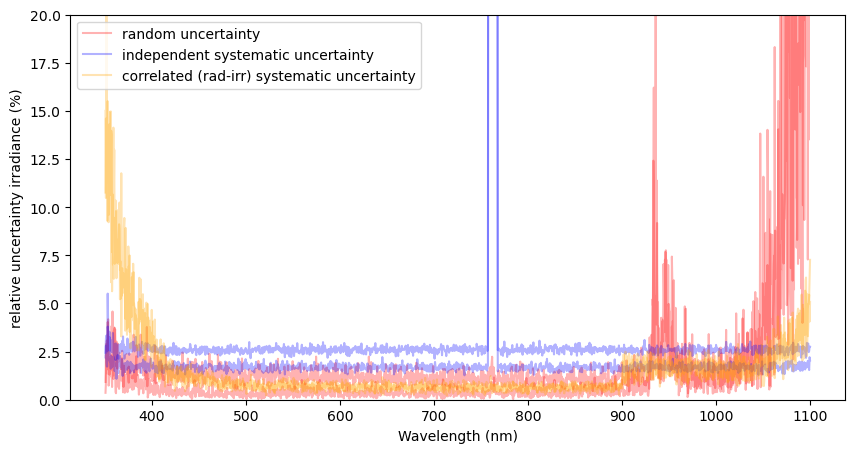 20.0
17.5
15.0
12.5
10.0
7.5
5.0
2.5
0.0
relative uncertainty irradiance (%)
random uncertainty
independent systematic uncertainty
correlated (rad-irr) systematic uncertainty
400 500 600 700 800 900 1000 1100
Wavelength (nm)